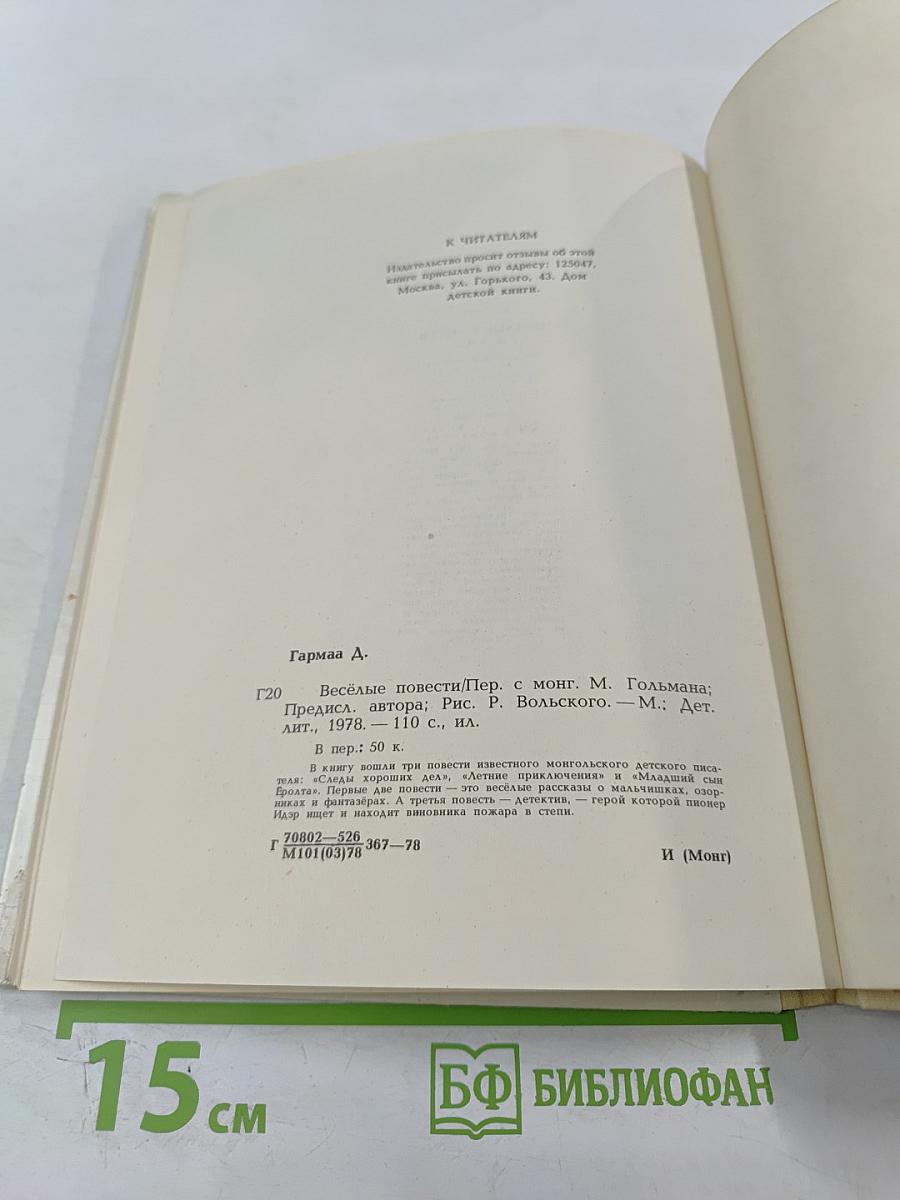 К ЧИТАТЕЛЯМ
Издательство просит отзывы об этой
книге присылать по адресу: 125047,
Москва, ул. Горького, 43. Дом
детской книги.
Гармаа Д.
Г20 Весёлые повести/Пер. с монг. М. Гольмана;
Предисл. автора; Рис. Р. Вольского. — М.: Дет.
лит., 1978. — 110 с., ил.
В пер.: 50 к.
В книгу вошли три повести известного монгольского детского писа-
теля: «Следы хороших дел», «Летние приключения» и «Младший сын
Ёролта». Первые две повести — это весёлые рассказы о мальчишках, озор-
никах и фантазёрах. А третья повесть — детектив, — герой которой пионер
Идэр ищет и находит виновника пожара в степи.
Г 70802—526
М101(03)78 367—78
И (Монг)
15 см
БФ БИБЛИОФАН